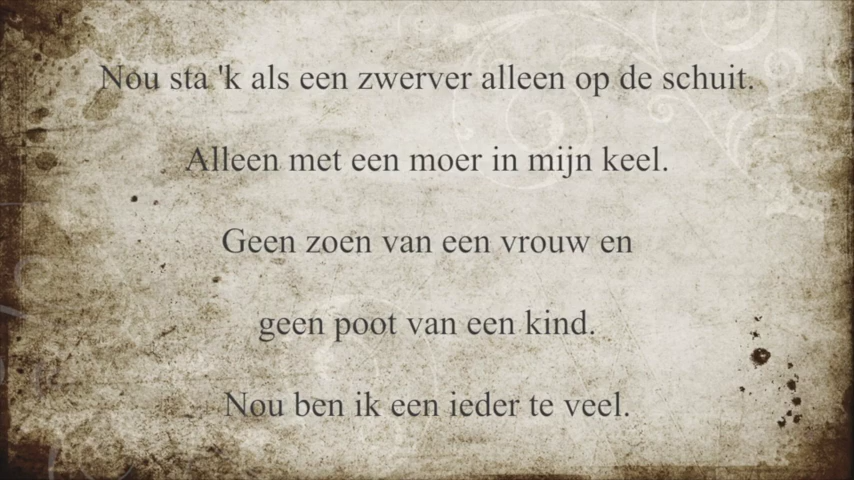 Nou sta 'k als een zwerver alleen op de schuit.
Alleen met een moer in mijn keel.
Geen zoen van een vrouw en
geen poot van een kind.
Nou ben ik een ieder te veel.